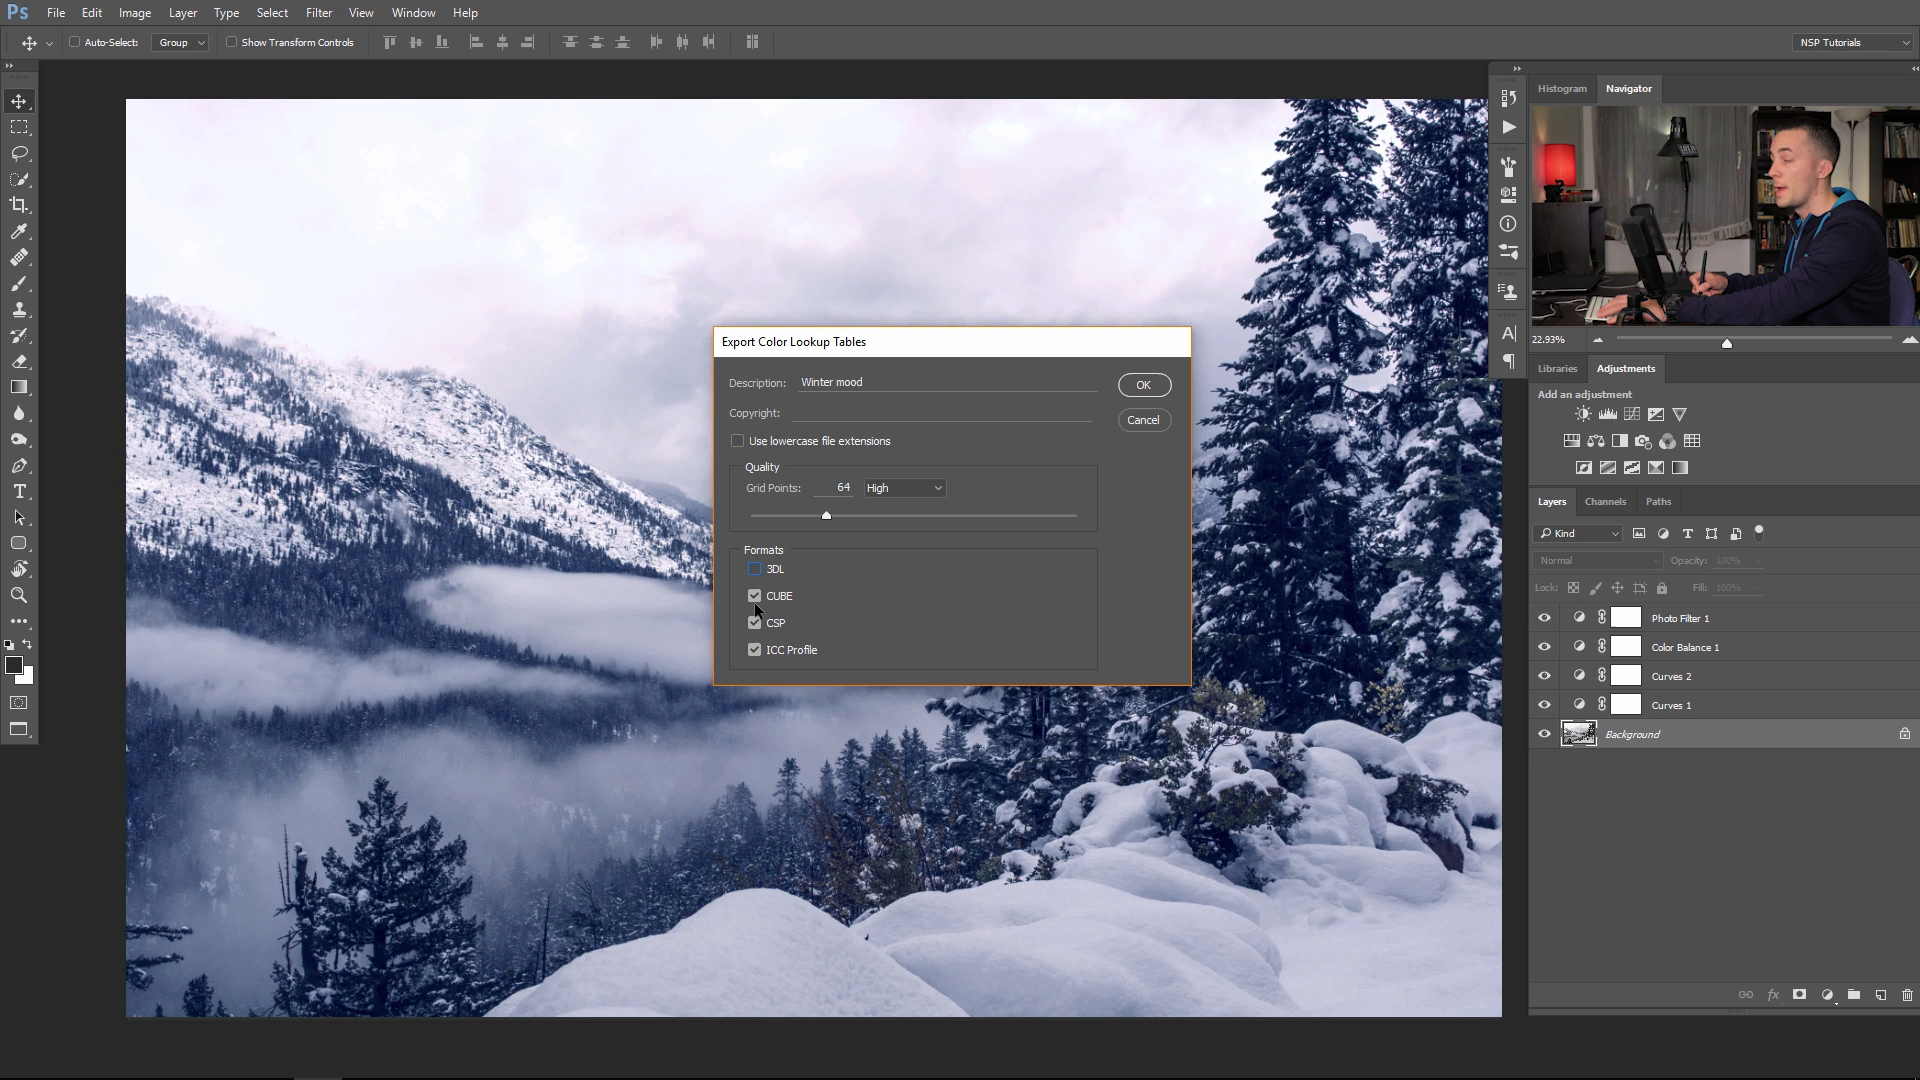 Ps File Edit Image Layer Type Select Filter View Window Help
Auto-Select: Group Show Transform Controls NSP Tutorials
Histogram Navigator
22.93%
Libraries Adjustments
Add an adjustment
Layers Channels Paths
Kind
Normal Opacity: 100%
Lock: Fill: 100%
Photo Filter 1
Color Balance 1
Curves 2
Curves 1
Background
Export Color Lookup Tables
Description: Winter mood
OK
Copyright:
Cancel
Use lowercase file extensions
Quality
Grid Points: 64 High
Formats
3DL
CUBE
CSP
ICC Profile